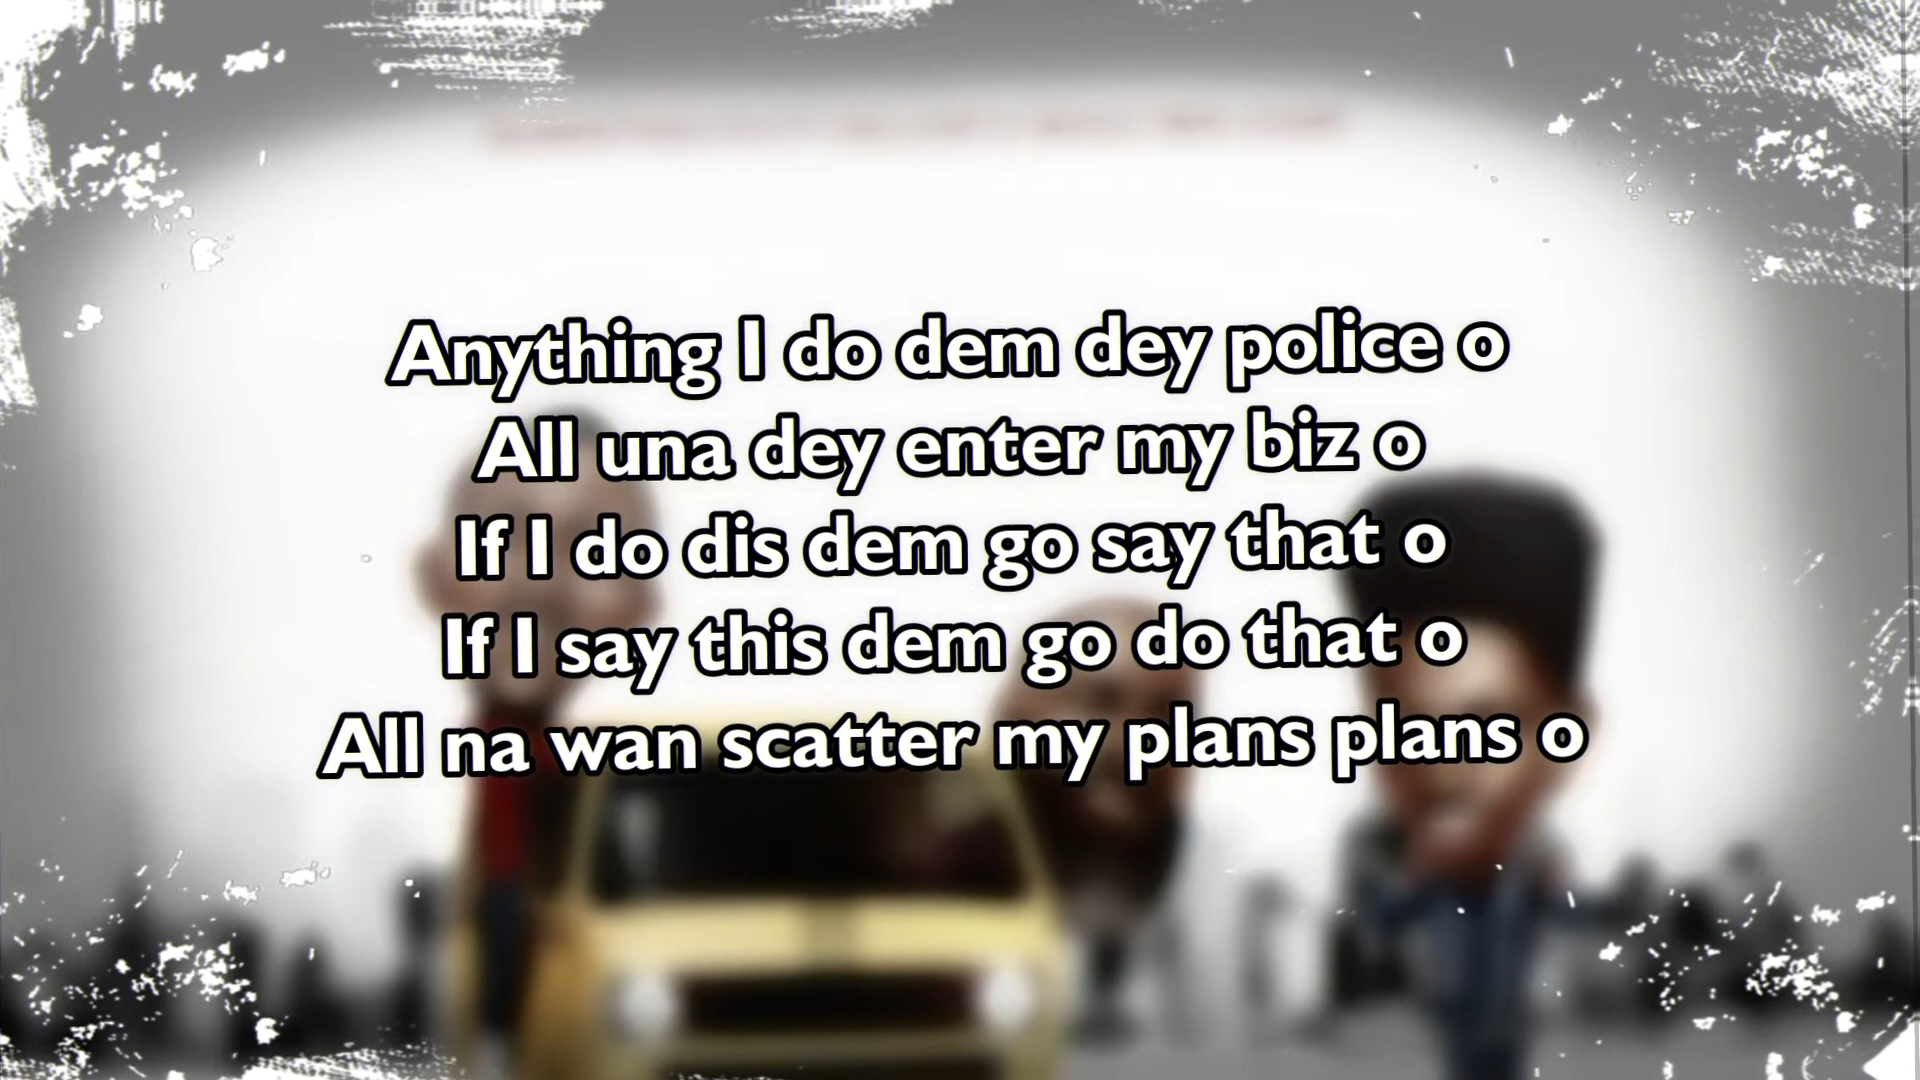 Anything I do dem dey police o
All una dey enter my biz o
If I do dis dem go say that o
If I say this dem go do that o
All na wan scatter my plans plans o